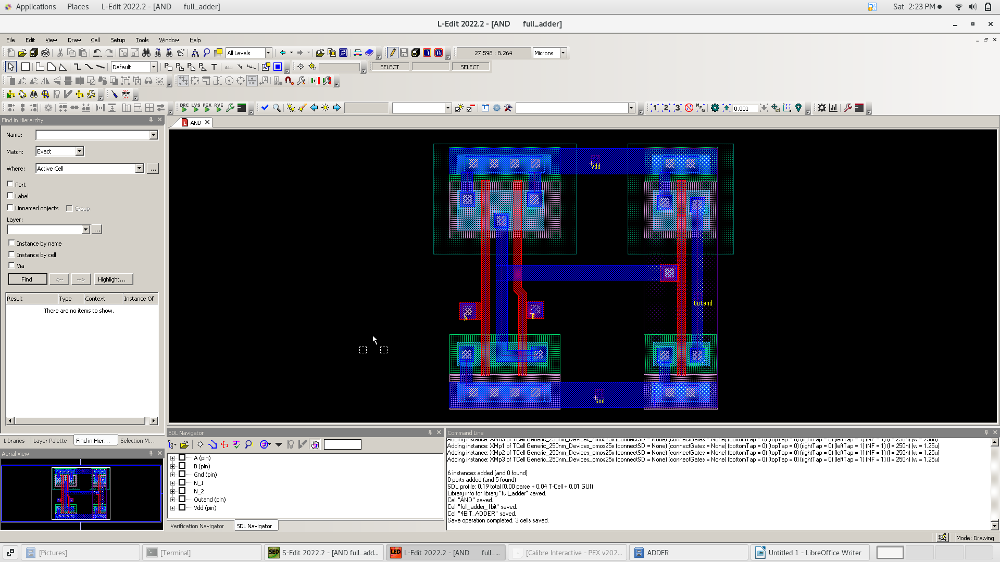 Applications Places L-Edit 2022.2 - [AND full_adder] Sat 2:23 PM
L-Edit 2022.2 - [AND full_adder]
File Edit View Draw Cell Setup Tools Window Help
All Levels 27.598 : 8.264 Microns
Default SELECT SELECT
DRC LVS PEX RVE 0.001
Find in Hierarchy
AND
Name:
Match: Exact
Where: Active Cell ...
Port
Label
Unnamed objects Group
Layer:
...
Instance by name
Instance by cell
Via
Find <-- --> Highlight...
Result Type Context Instance Of
There are no items to show.
Libraries Layer Palette Find in Hier... Selection M...
Aerial View
Vdd
Outand
A
B
Gnd
SDL Navigator
A (pin)
B (pin)
Gnd (pin)
N_1
N_2
Outand (pin)
Vdd (pin)
Verification Navigator SDL Navigator
Command Line
Adding instance: XMn3 of TCell Generic_250nm_Devices_nmos25x (connectSD = None) (connectGates = None) (bottomTap = 0) (topTap = 0) (rightTap = 0) (leftTap = 1) (NF = 1) (l = 250n) (w = 750n)
Adding instance: XMp1 of TCell Generic_250nm_Devices_pmos25x (connectSD = None) (connectGates = None) (bottomTap = 0) (topTap = 0) (rightTap = 0) (leftTap = 1) (NF = 1) (l = 250n) (w = 1.25u)
Adding instance: XMp2 of TCell Generic_250nm_Devices_pmos25x (connectSD = None) (connectGates = None) (bottomTap = 0) (topTap = 0) (rightTap = 0) (leftTap = 1) (NF = 1) (l = 250n) (w = 1.25u)
Adding instance: XMp3 of TCell Generic_250nm_Devices_pmos25x (connectSD = None) (connectGates = None) (bottomTap = 0) (topTap = 0) (rightTap = 0) (leftTap = 1) (NF = 1) (l = 250n) (w = 1.25u)
6 instances added (and 0 found)
0 ports added (and 5 found)
SDL profile: 0.19 total (0.00 parse + 0.04 T-Cell + 0.01 GUI)
Library info for library "full_adder" saved.
Cell "AND" saved.
Cell "full_adder_1bit" saved.
Cell "4BIT_ADDER" saved.
Save operation completed. 3 cells saved.
Mode: Drawing
[Pictures] [Terminal] S-Edit 2022.2 - [AND full_add... L-Edit 2022.2 - [AND full_... [Calibre Interactive - PEX v202... ADDER Untitled 1 - LibreOffice Writer